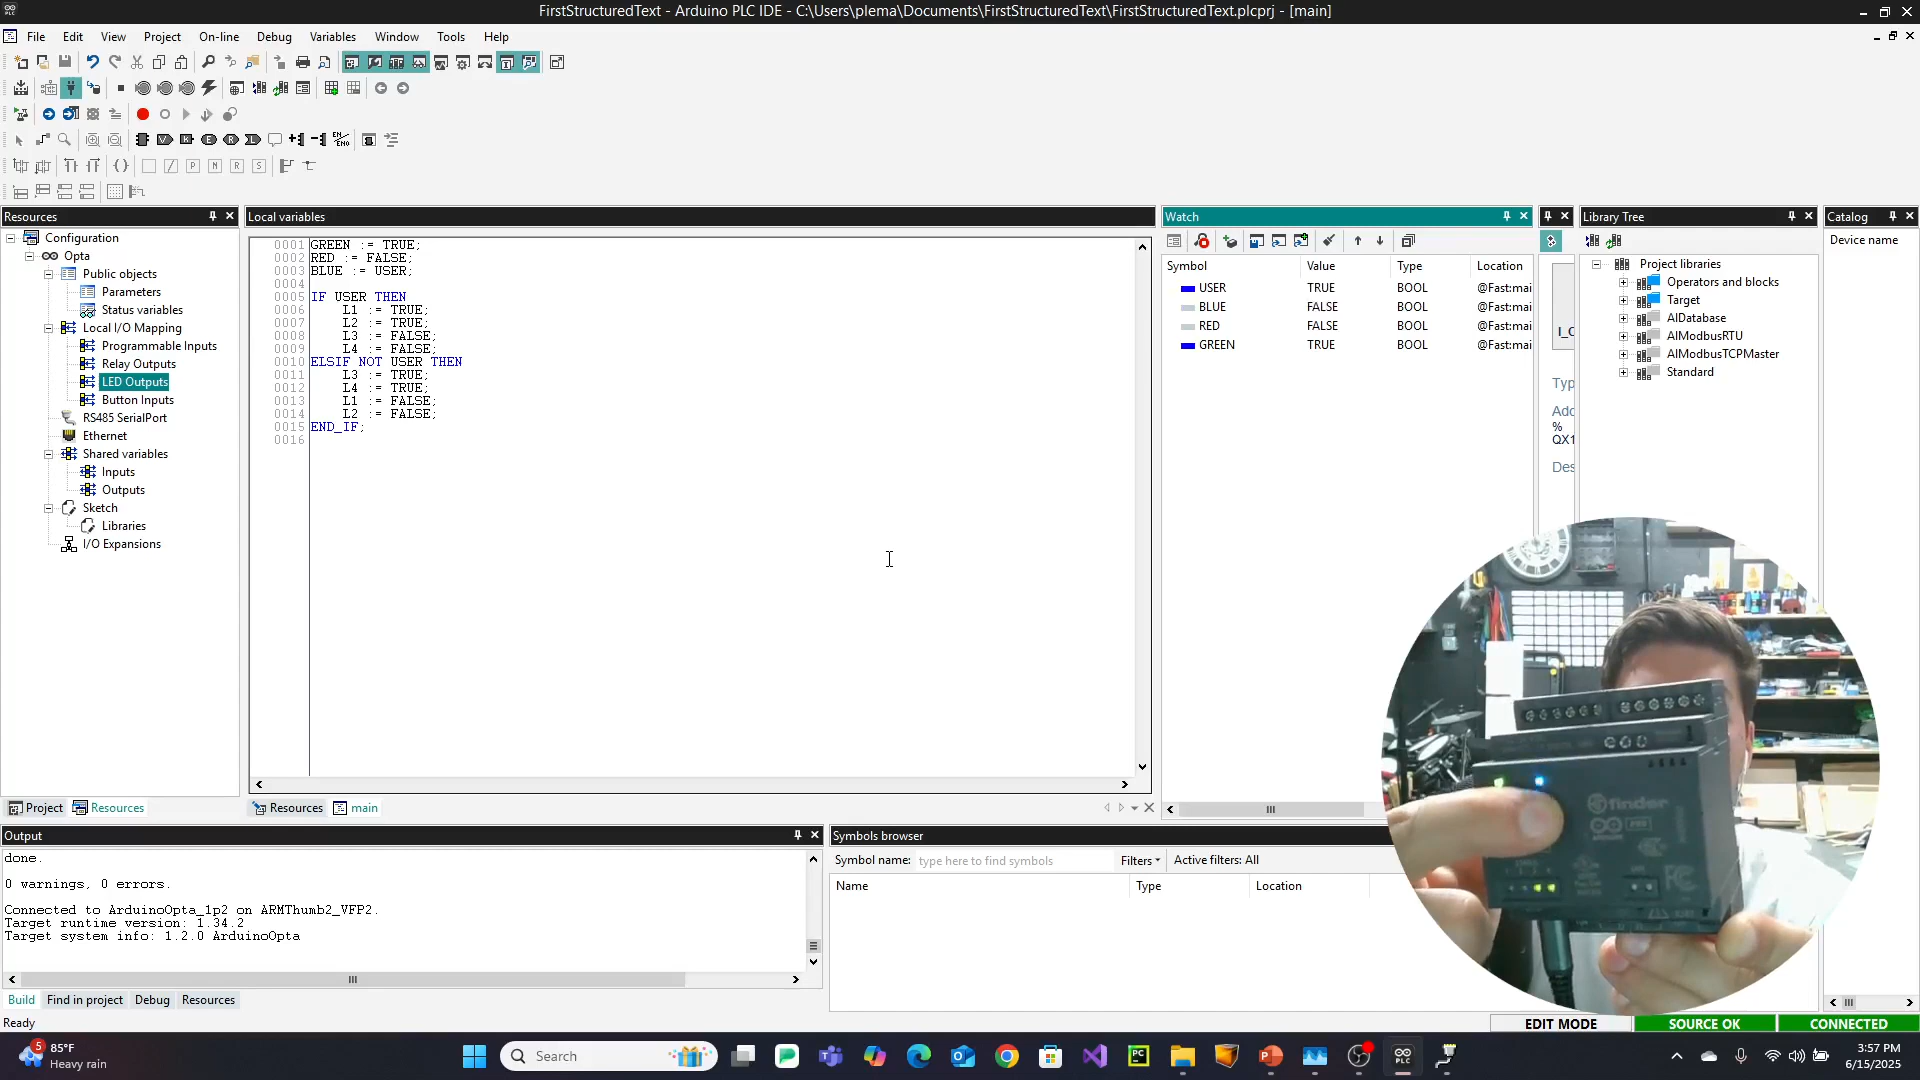 FirstStructuredText - Arduino PLC IDE - C:\Users\plema\Documents\FirstStructuredText\FirstStructuredText.plcprj - [main]
File Edit View Project On-line Debug Variables Window Tools Help
Resources
Configuration
Opta
Public objects
Parameters
Status variables
Local I/O Mapping
Programmable Inputs
Relay Outputs
LED Outputs
Button Inputs
RS485 SerialPort
Ethernet
Shared variables
Inputs
Outputs
Sketch
Libraries
I/O Expansions
Project Resources
Local variables
0001 GREEN := TRUE;
0002 RED := FALSE;
0003 BLUE := USER;
0004
0005 IF USER THEN
0006 L1 := TRUE;
0007 L2 := TRUE;
0008 L3 := FALSE;
0009 L4 := FALSE;
0010 ELSIF NOT USER THEN
0011 L3 := TRUE;
0012 L4 := TRUE;
0013 L1 := FALSE;
0014 L2 := FALSE;
0015 END_IF;
0016
Resources main
Watch
Symbol Value Type Location
USER TRUE BOOL @Fast:mai
BLUE FALSE BOOL @Fast:mai
RED FALSE BOOL @Fast:mai
GREEN TRUE BOOL @Fast:mai
I_C
Typ
Add
%
QX1
Des
Library Tree
Project libraries
Operators and blocks
Target
AlDatabase
AlModbusRTU
AlModbusTCPMaster
Standard
Catalog
Device name
Output
done.
0 warnings, 0 errors.
Connected to ArduinoOpta_1p2 on ARMThumb2_VFP2.
Target runtime version: 1.34.2
Target system info: 1.2.0 ArduinoOpta
Build Find in project Debug Resources
Symbols browser
Symbol name: type here to find symbols Filters Active filters: All
Name Type Location
finder
Ready
EDIT MODE SOURCE OK CONNECTED
5
85°F
Heavy rain
Search
3:57 PM
6/15/2025